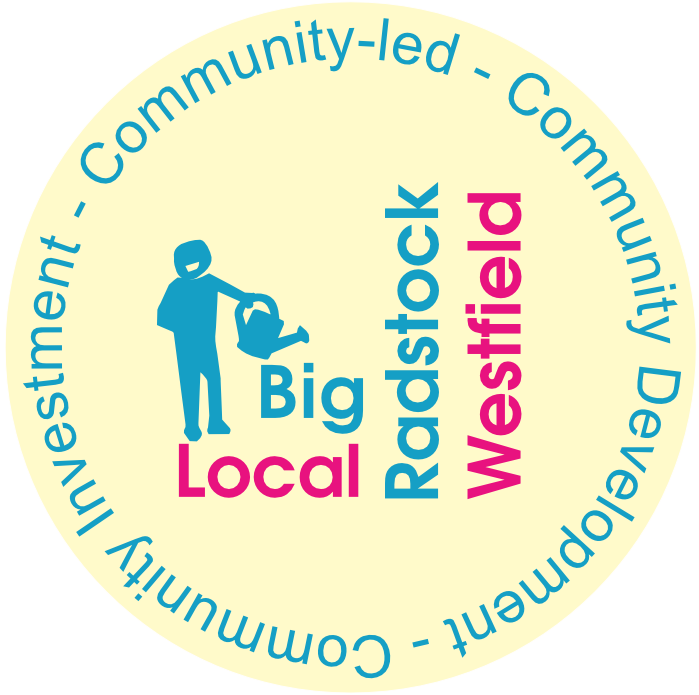 Community-led - Community Development - Community Investment -
Big
Local
Radstock
Westfield